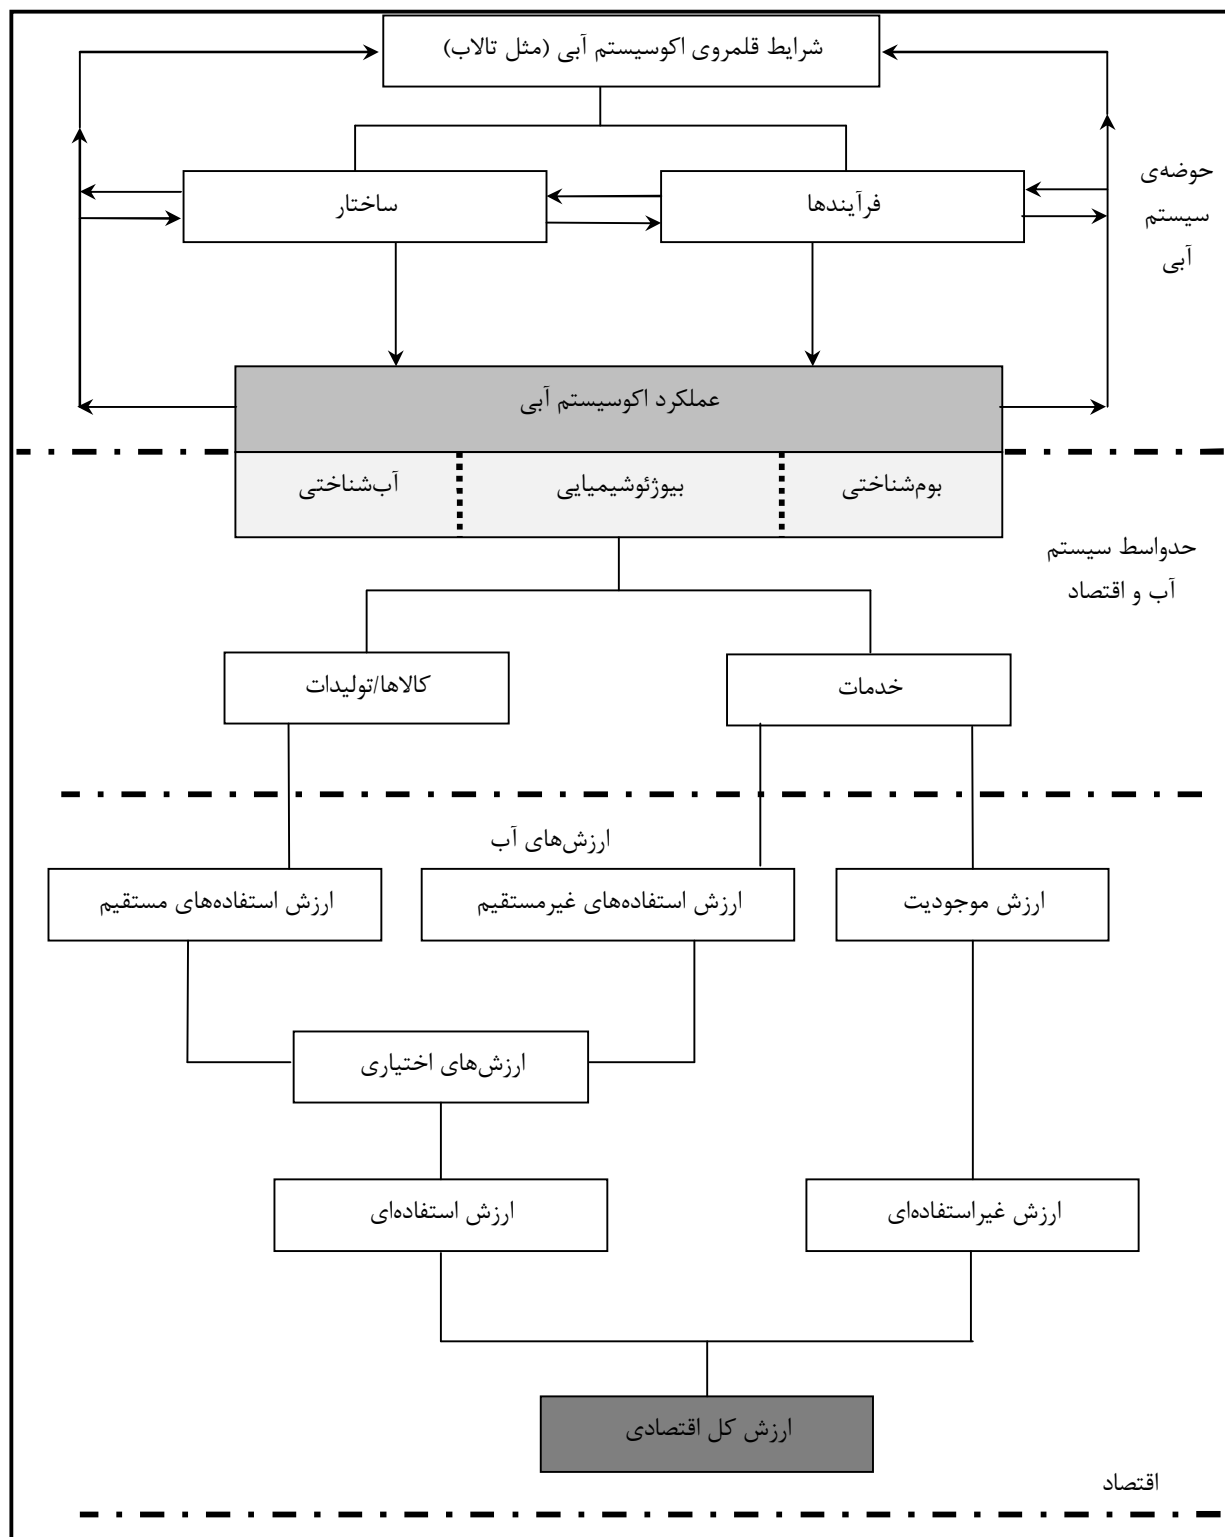 شرایط قلمروی اکوسیستم آبی (مثل تالاب)
حوضه‌ی
سیستم
آبی
فرآیندها
ساختار
عملکرد اکوسیستم آبی
بوم‌شناختی
بیوژئوشیمیایی
آب‌شناختی
حدواسط سیستم
آب و اقتصاد
خدمات
کالاها/تولیدات
ارزش‌های آب
ارزش موجودیت
ارزش استفاده‌های غیرمستقیم
ارزش استفاده‌های مستقیم
ارزش‌های اختیاری
ارزش غیراستفاده‌ای
ارزش استفاده‌ای
ارزش کل اقتصادی
اقتصاد